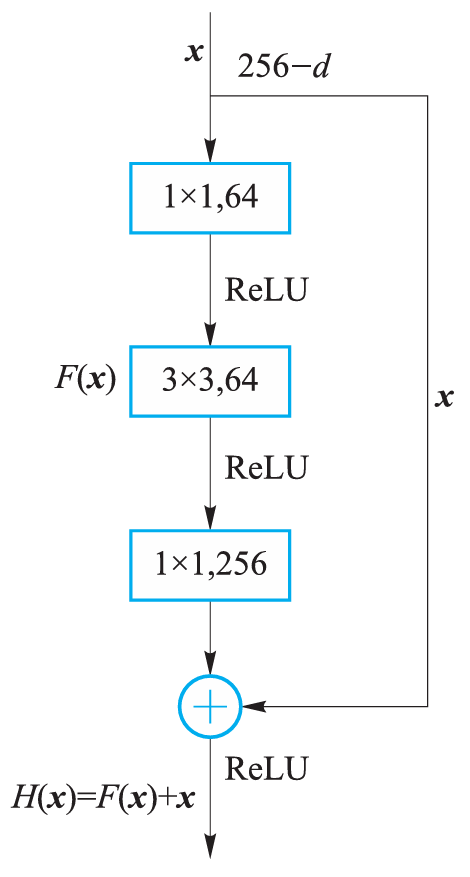 x
256−d
1×1,64
ReLU
F(x)
3×3,64
x
ReLU
1×1,256
+
ReLU
H(x)=F(x)+x